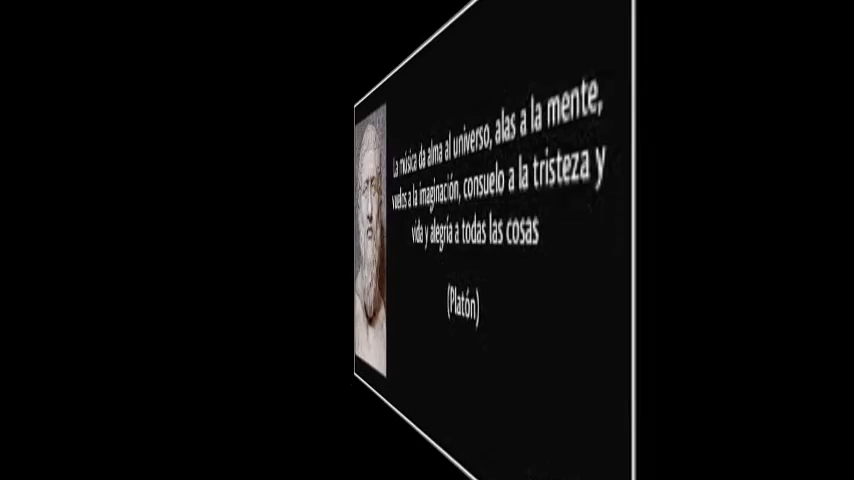 La música da alma al universo, alas a la mente,
vuelos a la imaginación, consuelo a la tristeza y
vida y alegría a todas las cosas
(Platón)